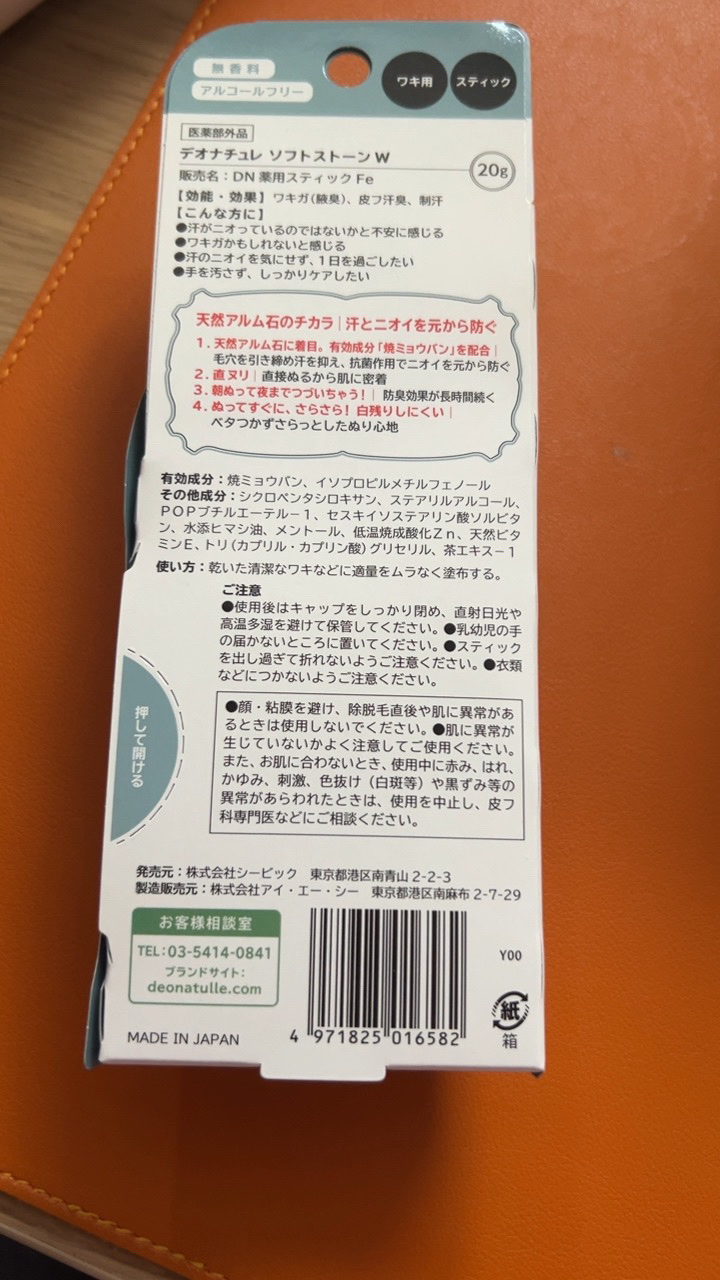 無香料
アルコールフリー
ワキ用
スティック
医薬部外品
デオナチュレ ソフトストーンW
20g
販売名：DN薬用スティックFe
【効能・効果】ワキガ（腋臭）、皮フ汗臭、制汗
【こんな方に】
●汗がニオっているのではないかと不安に感じる
●ワキガかもしれないと感じる
●汗のニオイを気にせず、1日を過ごしたい
●手を汚さず、しっかりケアしたい
天然アルム石のチカラ｜汗とニオイを元から防ぐ
1. 天然アルム石に着目。有効成分「焼ミョウバン」を配合｜
毛穴を引き締め汗を抑え、抗菌作用でニオイを元から防ぐ
2. 直ヌリ｜直接ぬるから肌に密着
3. 朝ぬって夜までつづいちゃう！｜防臭効果が長時間続く
4. ぬってすぐに、さらさら！白残りしにくい｜
ベタつかずさらっとしたぬり心地
有効成分：焼ミョウバン、イソプロピルメチルフェノール
その他成分：シクロペンタシロキサン、ステアリルアルコール、
POPブチルエーテル－1、セスキイソステアリン酸ソルビタ
ン、水添ヒマシ油、メントール、低温焼成酸化Zn、天然ビタ
ミンE、トリ（カプリル・カプリン酸）グリセリル、茶エキス－1
使い方：乾いた清潔なワキなどに適量をムラなく塗布する。
ご注意
●使用後はキャップをしっかり閉め、直射日光や
高温多湿を避けて保管してください。●乳幼児の手
の届かないところに置いてください。●スティック
を出し過ぎて折れないようご注意ください。●衣類
などにつかないようご注意ください。
押して開ける
●顔・粘膜を避け、除脱毛直後や肌に異常があ
るときは使用しないでください。●肌に異常が
生じていないかよく注意してご使用ください。
また、お肌に合わないとき、使用中に赤み、はれ、
かゆみ、刺激、色抜け（白斑等）や黒ずみ等の
異常があらわれたときは、使用を中止し、皮フ
科専門医などにご相談ください。
発売元：株式会社シービック 東京都港区南青山2-2-3
製造販売元：株式会社アイ・エー・シー 東京都港区南麻布2-7-29
お客様相談室
TEL：03-5414-0841
ブランドサイト：
deonatulle.com
MADE IN JAPAN
4 971825 016582
Y00
紙
箱